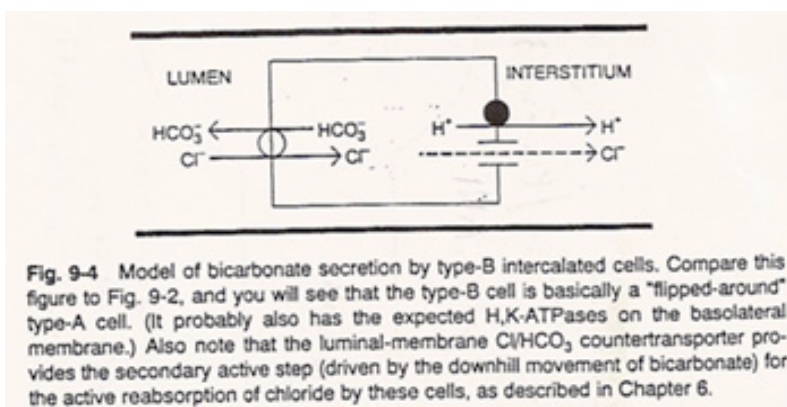 LUMEN
INTERSTITIUM
HCO₃⁻
HCO₃⁻
H⁺
H⁺
Cl⁻
Cl⁻
Cl⁻
Fig. 9-4 Model of bicarbonate secretion by type-B intercalated cells. Compare this
figure to Fig. 9-2, and you will see that the type-B cell is basically a "flipped-around"
type-A cell. (It probably also has the expected H,K-ATPases on the basolateral
membrane.) Also note that the luminal-membrane Cl/HCO₃ countertransporter pro-
vides the secondary active step (driven by the downhill movement of bicarbonate) for
the active reabsorption of chloride by these cells, as described in Chapter 6.